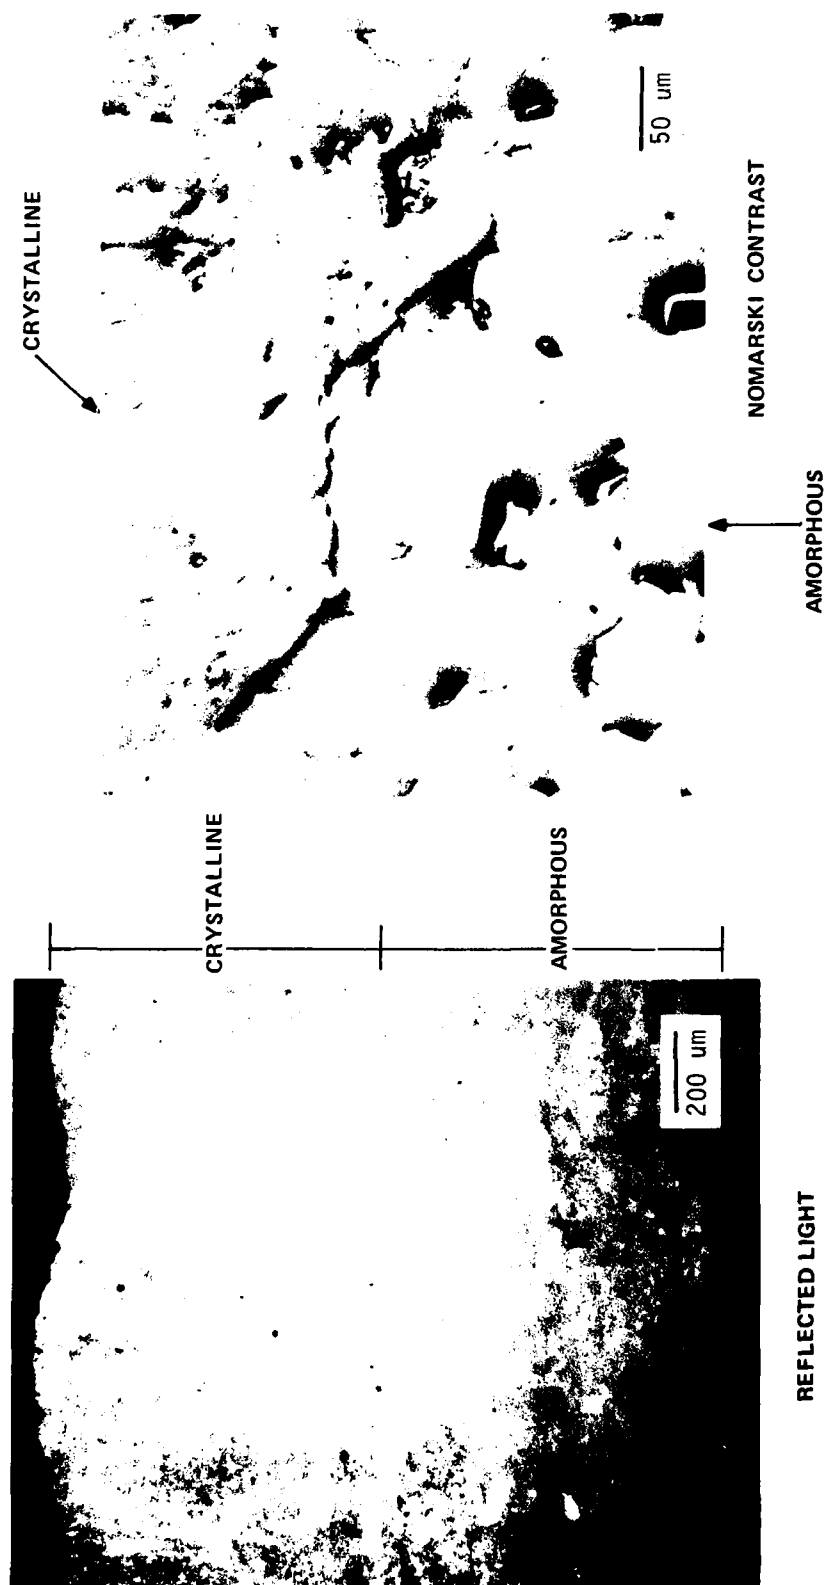 CRYSTALLINE
AMORPHOUS
200 um
REFLECTED LIGHT
CRYSTALLINE
50 um
NOMARSKI CONTRAST
AMORPHOUS